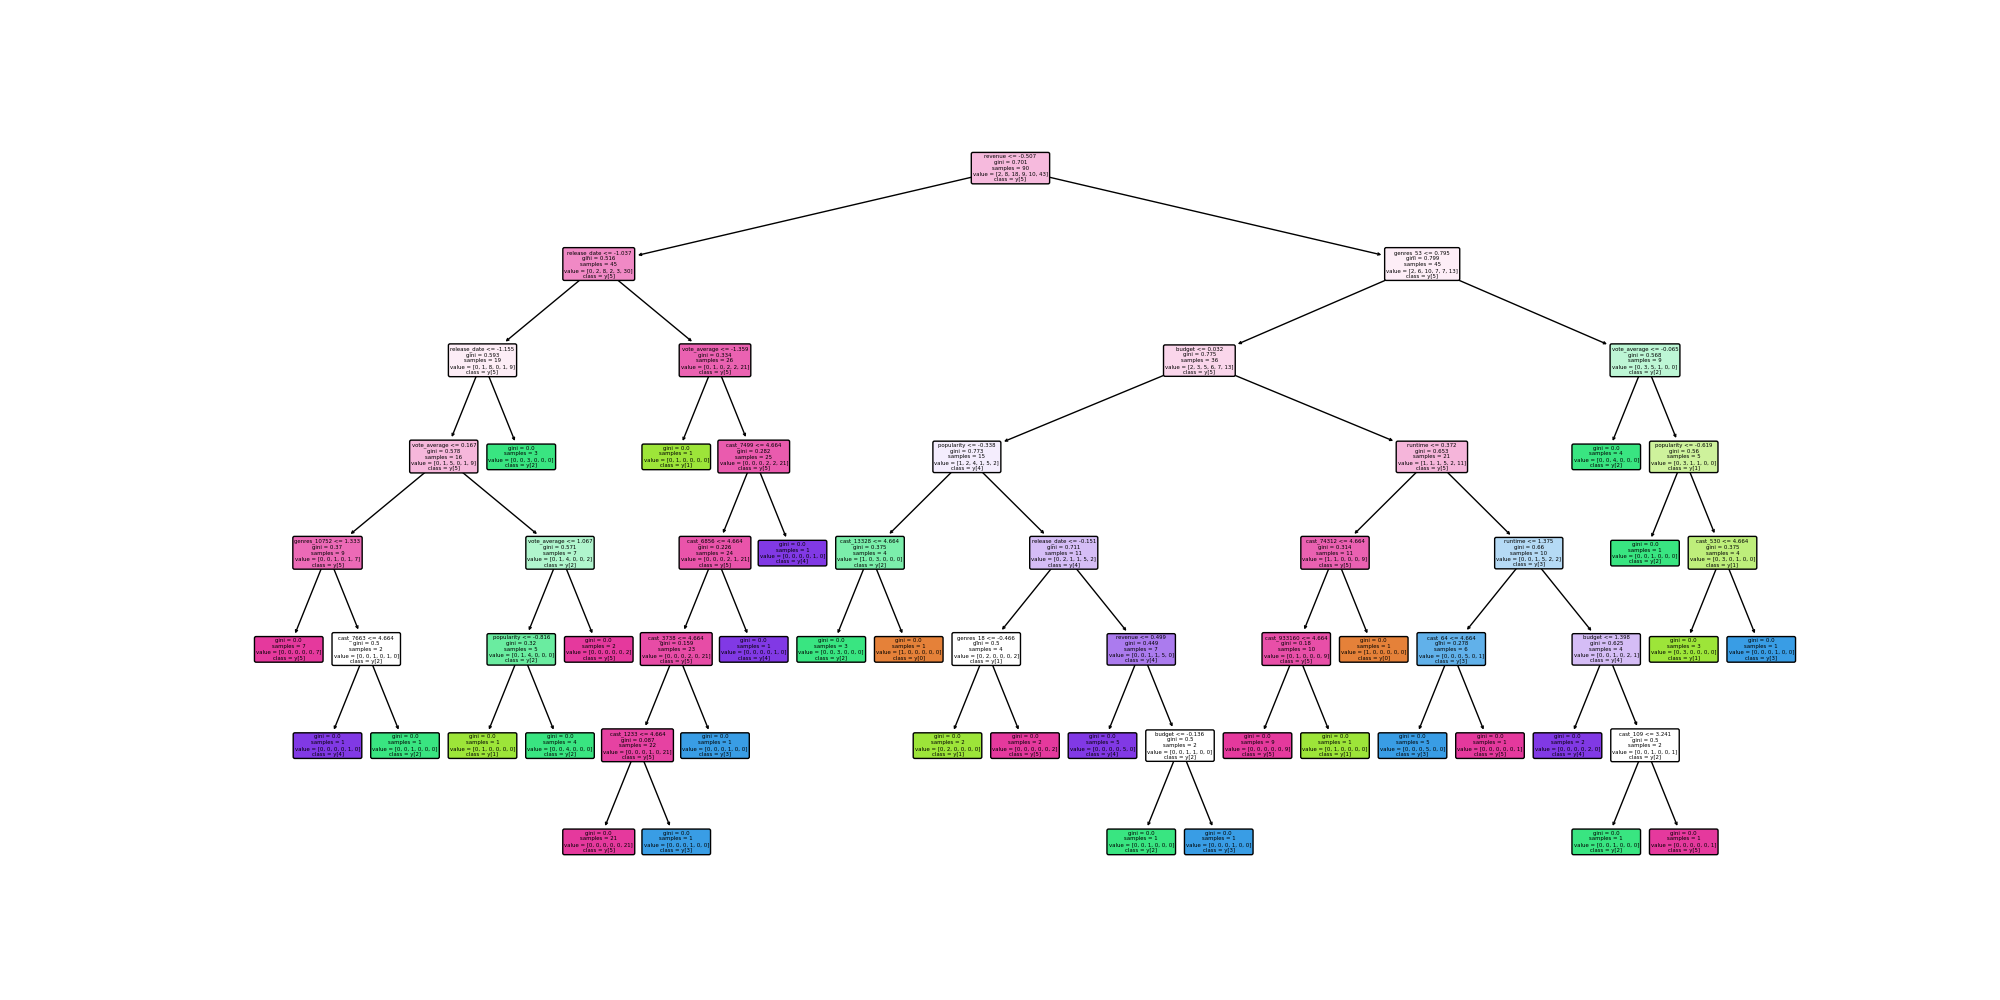 revenue <= -0.507
gini = 0.701
samples = 90
value = [2, 8, 18, 9, 10, 43]
class = y[5]
release_date <= -1.037
gini = 0.516
samples = 45
value = [0, 2, 8, 2, 3, 30]
class = y[5]
genres_53 <= 0.795
gini = 0.799
samples = 45
value = [2, 6, 10, 7, 7, 13]
class = y[5]
release_date <= -1.155
gini = 0.593
samples = 19
value = [0, 1, 8, 0, 1, 9]
class = y[5]
vote_average <= -1.359
gini = 0.334
samples = 26
value = [0, 1, 0, 2, 2, 21]
class = y[5]
budget <= 0.032
gini = 0.775
samples = 36
value = [2, 3, 5, 6, 7, 13]
class = y[5]
vote_average <= -0.065
gini = 0.568
samples = 9
value = [0, 3, 5, 1, 0, 0]
class = y[2]
vote_average <= 0.167
gini = 0.578
samples = 16
value = [0, 1, 5, 0, 1, 9]
class = y[5]
gini = 0.0
samples = 3
value = [0, 0, 3, 0, 0, 0]
class = y[2]
gini = 0.0
samples = 1
value = [0, 1, 0, 0, 0, 0]
class = y[1]
cast_7499 <= 4.664
gini = 0.282
samples = 25
value = [0, 0, 0, 2, 2, 21]
class = y[5]
popularity <= -0.338
gini = 0.773
samples = 15
value = [1, 2, 4, 1, 5, 2]
class = y[4]
runtime <= 0.372
gini = 0.653
samples = 21
value = [1, 1, 1, 5, 2, 11]
class = y[5]
gini = 0.0
samples = 4
value = [0, 0, 4, 0, 0, 0]
class = y[2]
popularity <= -0.619
gini = 0.56
samples = 5
value = [0, 3, 1, 1, 0, 0]
class = y[1]
genres_10752 <= 1.333
gini = 0.37
samples = 9
value = [0, 0, 1, 0, 1, 7]
class = y[5]
vote_average <= 1.067
gini = 0.571
samples = 7
value = [0, 1, 4, 0, 0, 2]
class = y[2]
cast_6856 <= 4.664
gini = 0.226
samples = 24
value = [0, 0, 0, 2, 1, 21]
class = y[5]
gini = 0.0
samples = 1
value = [0, 0, 0, 0, 1, 0]
class = y[4]
cast_13328 <= 4.664
gini = 0.375
samples = 4
value = [1, 0, 3, 0, 0, 0]
class = y[2]
release_date <= -0.151
gini = 0.711
samples = 11
value = [0, 2, 1, 1, 5, 2]
class = y[4]
cast_74312 <= 4.664
gini = 0.314
samples = 11
value = [1, 1, 0, 0, 0, 9]
class = y[5]
runtime <= 1.375
gini = 0.66
samples = 10
value = [0, 0, 1, 5, 2, 2]
class = y[3]
gini = 0.0
samples = 1
value = [0, 0, 1, 0, 0, 0]
class = y[2]
cast_530 <= 4.664
gini = 0.375
samples = 4
value = [0, 3, 0, 1, 0, 0]
class = y[1]
gini = 0.0
samples = 7
value = [0, 0, 0, 0, 0, 7]
class = y[5]
cast_7663 <= 4.664
gini = 0.5
samples = 2
value = [0, 0, 1, 0, 1, 0]
class = y[2]
popularity <= -0.816
gini = 0.32
samples = 5
value = [0, 1, 4, 0, 0, 0]
class = y[2]
gini = 0.0
samples = 2
value = [0, 0, 0, 0, 0, 2]
class = y[5]
cast_3738 <= 4.664
gini = 0.159
samples = 23
value = [0, 0, 0, 2, 0, 21]
class = y[5]
gini = 0.0
samples = 1
value = [0, 0, 0, 0, 1, 0]
class = y[4]
gini = 0.0
samples = 3
value = [0, 0, 3, 0, 0, 0]
class = y[2]
gini = 0.0
samples = 1
value = [1, 0, 0, 0, 0, 0]
class = y[0]
genres_18 <= -0.466
gini = 0.5
samples = 4
value = [0, 2, 0, 0, 0, 2]
class = y[1]
revenue <= 0.499
gini = 0.449
samples = 7
value = [0, 0, 1, 1, 5, 0]
class = y[4]
cast_933160 <= 4.664
gini = 0.18
samples = 10
value = [0, 1, 0, 0, 0, 9]
class = y[5]
gini = 0.0
samples = 1
value = [1, 0, 0, 0, 0, 0]
class = y[0]
cast_64 <= 4.664
gini = 0.278
samples = 6
value = [0, 0, 0, 5, 0, 1]
class = y[3]
budget <= 1.398
gini = 0.625
samples = 4
value = [0, 0, 1, 0, 2, 1]
class = y[4]
gini = 0.0
samples = 3
value = [0, 3, 0, 0, 0, 0]
class = y[1]
gini = 0.0
samples = 1
value = [0, 0, 0, 1, 0, 0]
class = y[3]
gini = 0.0
samples = 1
value = [0, 0, 0, 0, 1, 0]
class = y[4]
gini = 0.0
samples = 1
value = [0, 0, 1, 0, 0, 0]
class = y[2]
gini = 0.0
samples = 1
value = [0, 1, 0, 0, 0, 0]
class = y[1]
gini = 0.0
samples = 4
value = [0, 0, 4, 0, 0, 0]
class = y[2]
cast_1233 <= 4.664
gini = 0.087
samples = 22
value = [0, 0, 0, 1, 0, 21]
class = y[5]
gini = 0.0
samples = 1
value = [0, 0, 0, 1, 0, 0]
class = y[3]
gini = 0.0
samples = 2
value = [0, 2, 0, 0, 0, 0]
class = y[1]
gini = 0.0
samples = 2
value = [0, 0, 0, 0, 0, 2]
class = y[5]
gini = 0.0
samples = 5
value = [0, 0, 0, 0, 5, 0]
class = y[4]
budget <= -0.136
gini = 0.5
samples = 2
value = [0, 0, 1, 1, 0, 0]
class = y[2]
gini = 0.0
samples = 9
value = [0, 0, 0, 0, 0, 9]
class = y[5]
gini = 0.0
samples = 1
value = [0, 1, 0, 0, 0, 0]
class = y[1]
gini = 0.0
samples = 5
value = [0, 0, 0, 5, 0, 0]
class = y[3]
gini = 0.0
samples = 1
value = [0, 0, 0, 0, 0, 1]
class = y[5]
gini = 0.0
samples = 2
value = [0, 0, 0, 0, 2, 0]
class = y[4]
cast_109 <= 3.241
gini = 0.5
samples = 2
value = [0, 0, 1, 0, 0, 1]
class = y[2]
gini = 0.0
samples = 21
value = [0, 0, 0, 0, 0, 21]
class = y[5]
gini = 0.0
samples = 1
value = [0, 0, 0, 1, 0, 0]
class = y[3]
gini = 0.0
samples = 1
value = [0, 0, 1, 0, 0, 0]
class = y[2]
gini = 0.0
samples = 1
value = [0, 0, 0, 1, 0, 0]
class = y[3]
gini = 0.0
samples = 1
value = [0, 0, 1, 0, 0, 0]
class = y[2]
gini = 0.0
samples = 1
value = [0, 0, 0, 0, 0, 1]
class = y[5]